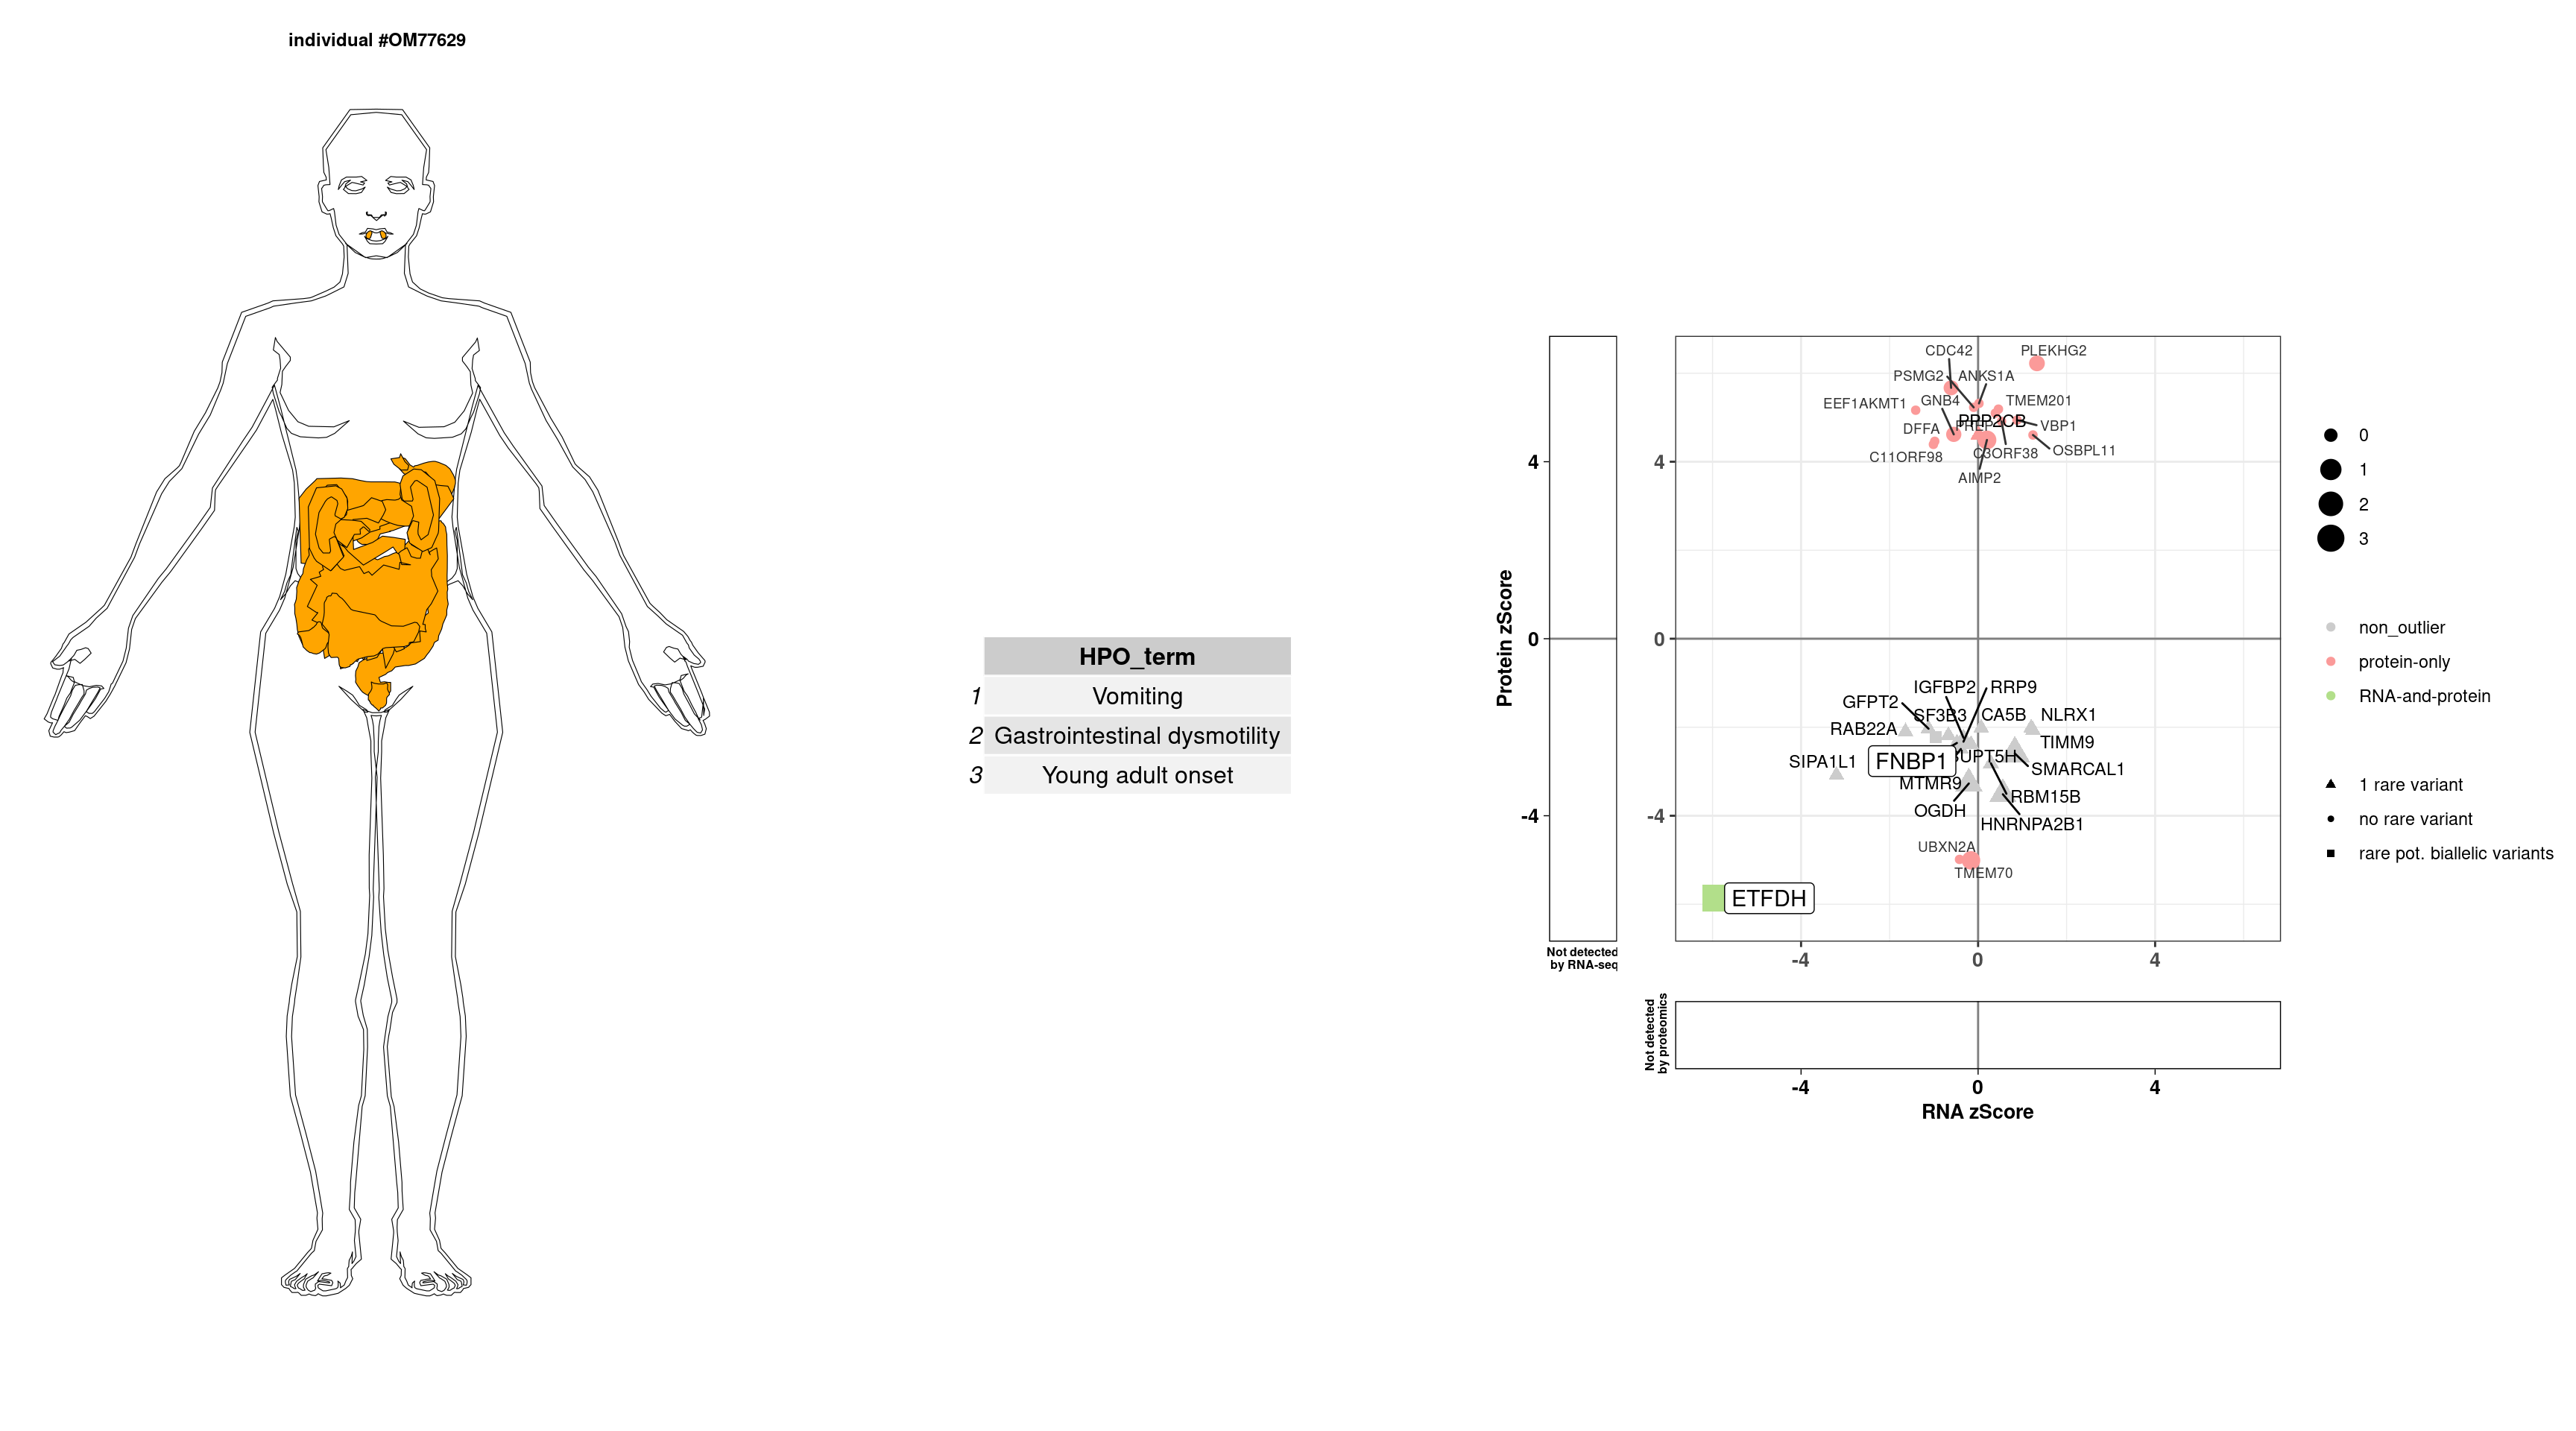 individual #OM77629
HPO_term
1 Vomiting
2 Gastrointestinal dysmotility
3 Young adult onset
Protein zScore
4
0
-4
Not detected
by RNA-seq
4
0
-4
CDC42
PLEKHG2
PSMG2
ANKS1A
EEF1AKMT1
GNB4
TMEM201
PPP2CB
VBP1
DFFA
C11ORF98
C3ORF38
OSBPL11
AIMP2
IGFBP2
RRP9
GFPT2
SF3B3
CA5B
NLRX1
RAB22A
TIMM9
SIPA1L1
FNBP1
SUPT5H
SMARCAL1
MTMR9
RBM15B
OGDH
HNRNPA2B1
UBXN2A
TMEM70
ETFDH
-4
0
4
Not detected
by proteomics
-4
0
4
RNA zScore
0
1
2
3
non_outlier
protein-only
RNA-and-protein
1 rare variant
no rare variant
rare pot. biallelic variants